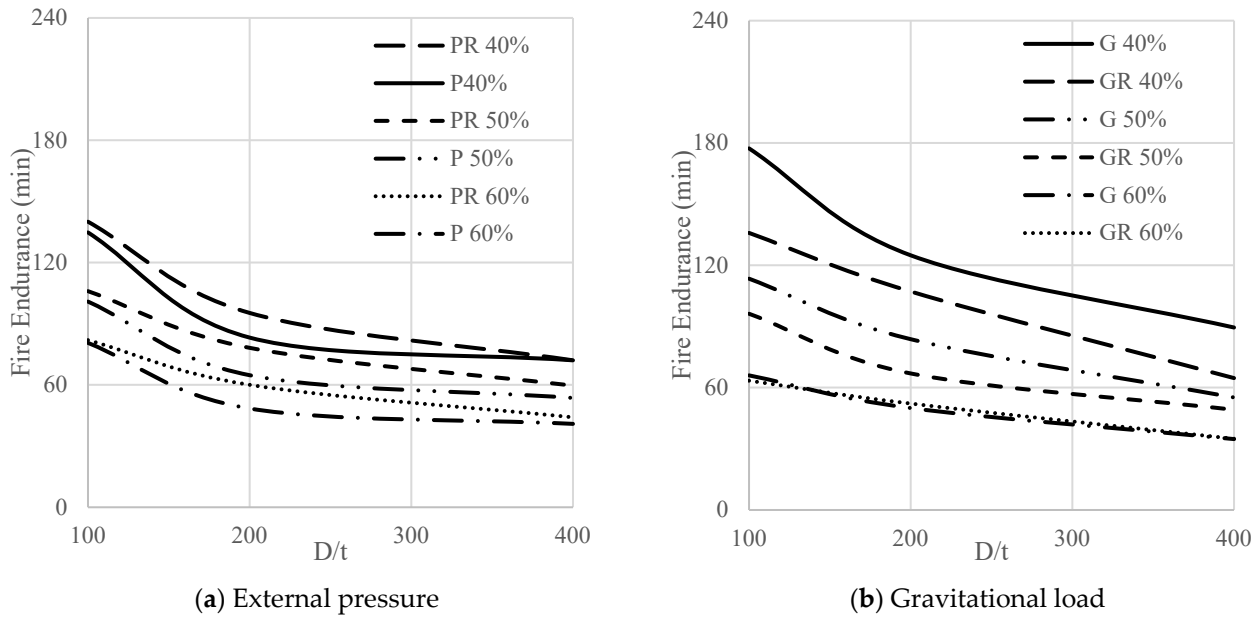 240
180
120
60
0
Fire Endurance (min)
100
200
300
400
D/t
PR 40%
P40%
PR 50%
P 50%
PR 60%
P 60%
(a) External pressure
240
180
120
60
0
Fire Endurance (min)
100
200
300
400
D/t
G 40%
GR 40%
G 50%
GR 50%
G 60%
GR 60%
(b) Gravitational load